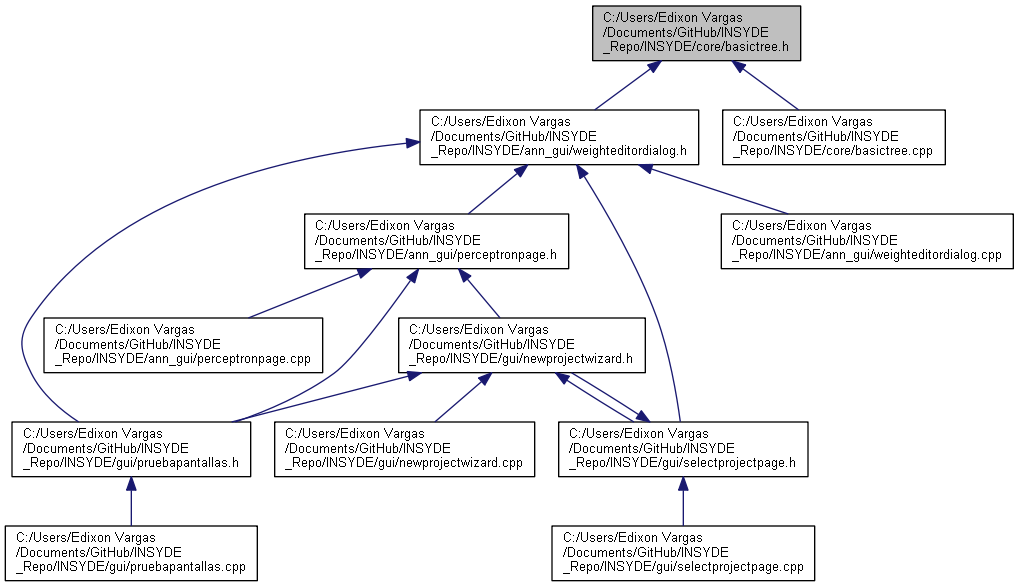 C:/Users/Edixon Vargas
/Documents/GitHub/INSYDE
_Repo/INSYDE/core/basictree.h
C:/Users/Edixon Vargas
/Documents/GitHub/INSYDE
_Repo/INSYDE/ann_gui/weighteditordialog.h
C:/Users/Edixon Vargas
/Documents/GitHub/INSYDE
_Repo/INSYDE/core/basictree.cpp
C:/Users/Edixon Vargas
/Documents/GitHub/INSYDE
_Repo/INSYDE/ann_gui/perceptronpage.h
C:/Users/Edixon Vargas
/Documents/GitHub/INSYDE
_Repo/INSYDE/ann_gui/weighteditordialog.cpp
C:/Users/Edixon Vargas
/Documents/GitHub/INSYDE
_Repo/INSYDE/ann_gui/perceptronpage.cpp
C:/Users/Edixon Vargas
/Documents/GitHub/INSYDE
_Repo/INSYDE/gui/newprojectwizard.h
C:/Users/Edixon Vargas
/Documents/GitHub/INSYDE
_Repo/INSYDE/gui/pruebapantallas.h
C:/Users/Edixon Vargas
/Documents/GitHub/INSYDE
_Repo/INSYDE/gui/newprojectwizard.cpp
C:/Users/Edixon Vargas
/Documents/GitHub/INSYDE
_Repo/INSYDE/gui/selectprojectpage.h
C:/Users/Edixon Vargas
/Documents/GitHub/INSYDE
_Repo/INSYDE/gui/pruebapantallas.cpp
C:/Users/Edixon Vargas
/Documents/GitHub/INSYDE
_Repo/INSYDE/gui/selectprojectpage.cpp